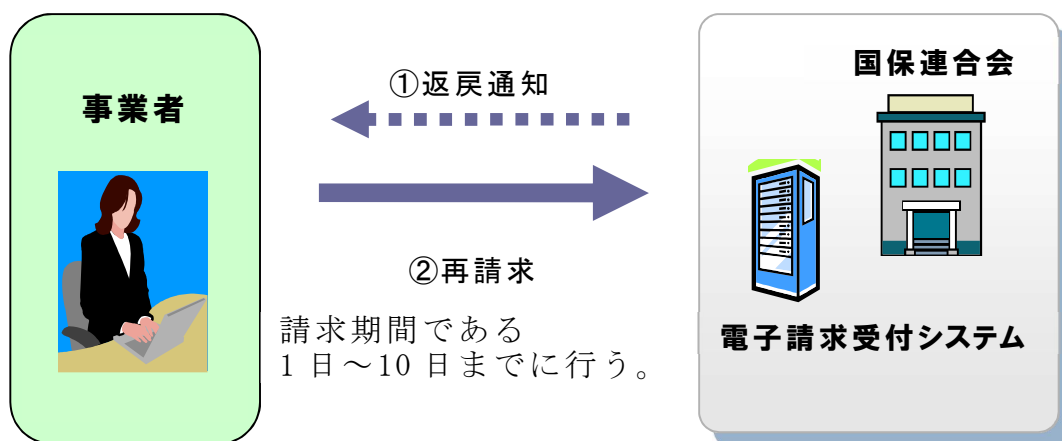 事業者
①返戻通知
②再請求
請求期間である
1日～10日までに行う。
国保連合会
電子請求受付システム